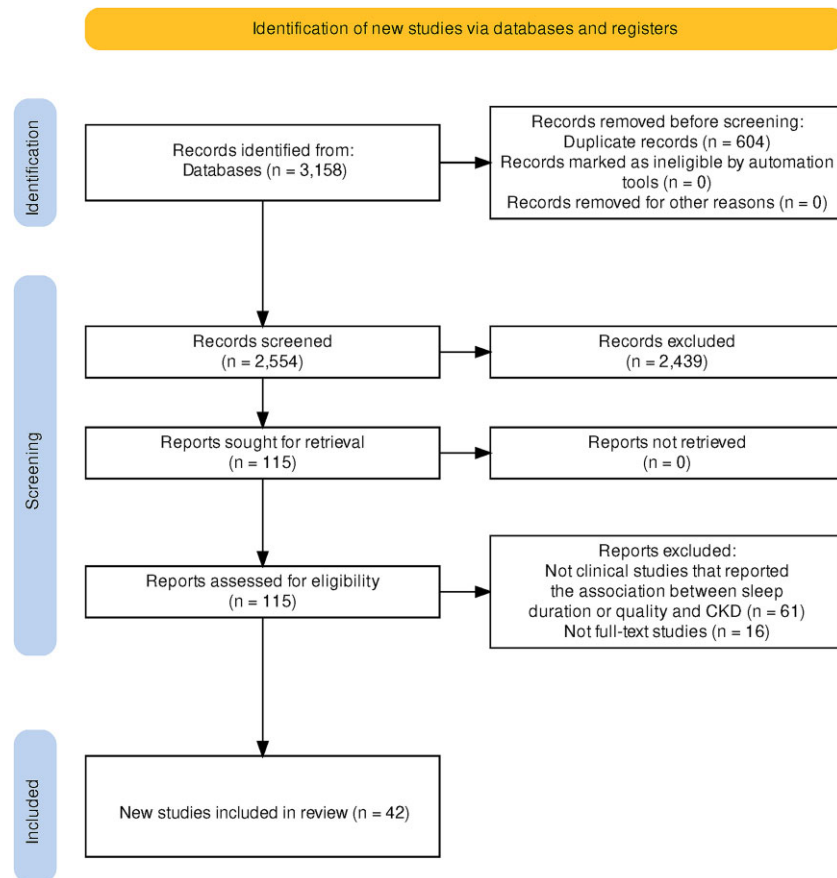 Identification of new studies via databases and registers
Identification
Records identified from:
Databases (n = 3,158)
Records removed before screening:
Duplicate records (n = 604)
Records marked as ineligible by automation
tools (n = 0)
Records removed for other reasons (n = 0)
Screening
Records screened
(n = 2,554)
Records excluded
(n = 2,439)
Reports sought for retrieval
(n = 115)
Reports not retrieved
(n = 0)
Reports assessed for eligibility
(n = 115)
Reports excluded:
Not clinical studies that reported
the association between sleep
duration or quality and CKD (n = 61)
Not full-text studies (n = 16)
Included
New studies included in review (n = 42)